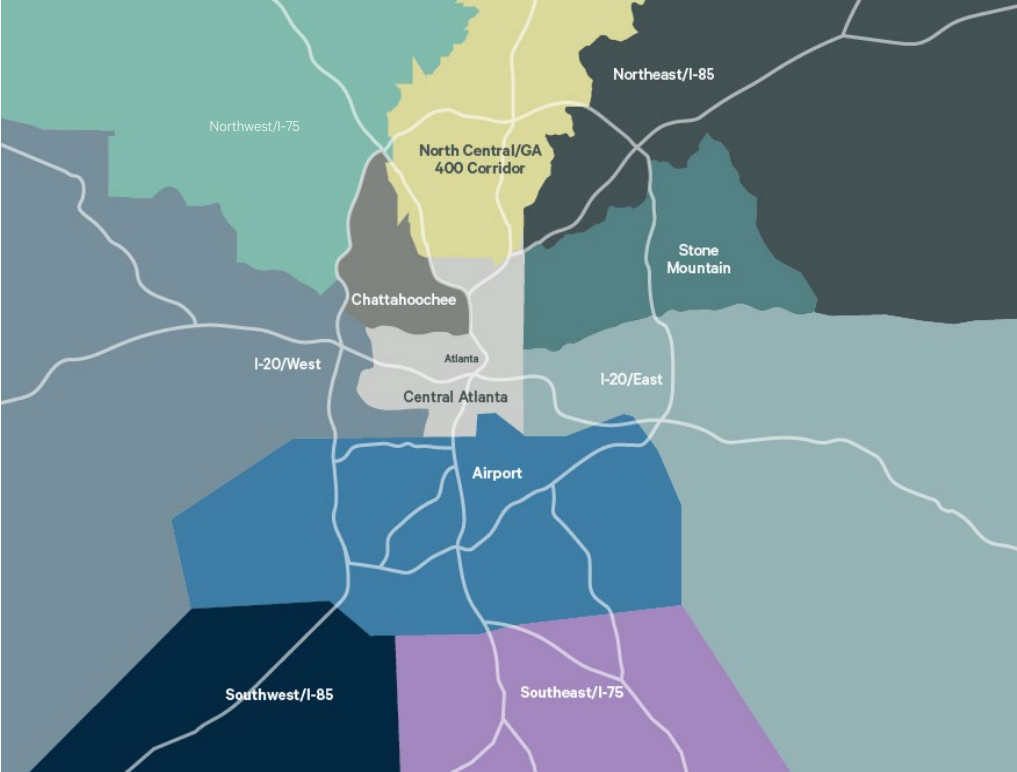 Northeast/I-85
Northwest/I-75
North Central/GA
400 Corridor
Stone
Mountain
Chattahoochee
Atlanta
I-20/West
I-20/East
Central Atlanta
Airport
Southwest/I-85
Southeast/I-75